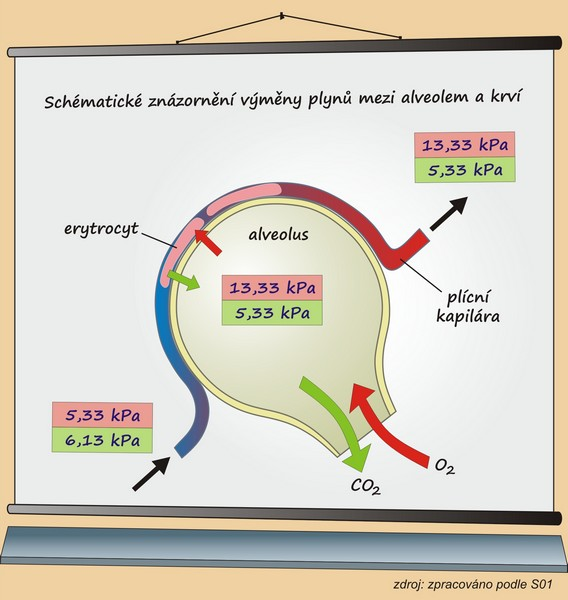 Schématické znázornění výměny plynů mezi alveolem a krví
13,33 kPa
5,33 kPa
erytrocyt
alveolus
13,33 kPa
5,33 kPa
plícní
kapilára
5,33 kPa
6,13 kPa
O2
CO2
zdroj: zpracováno podle S01